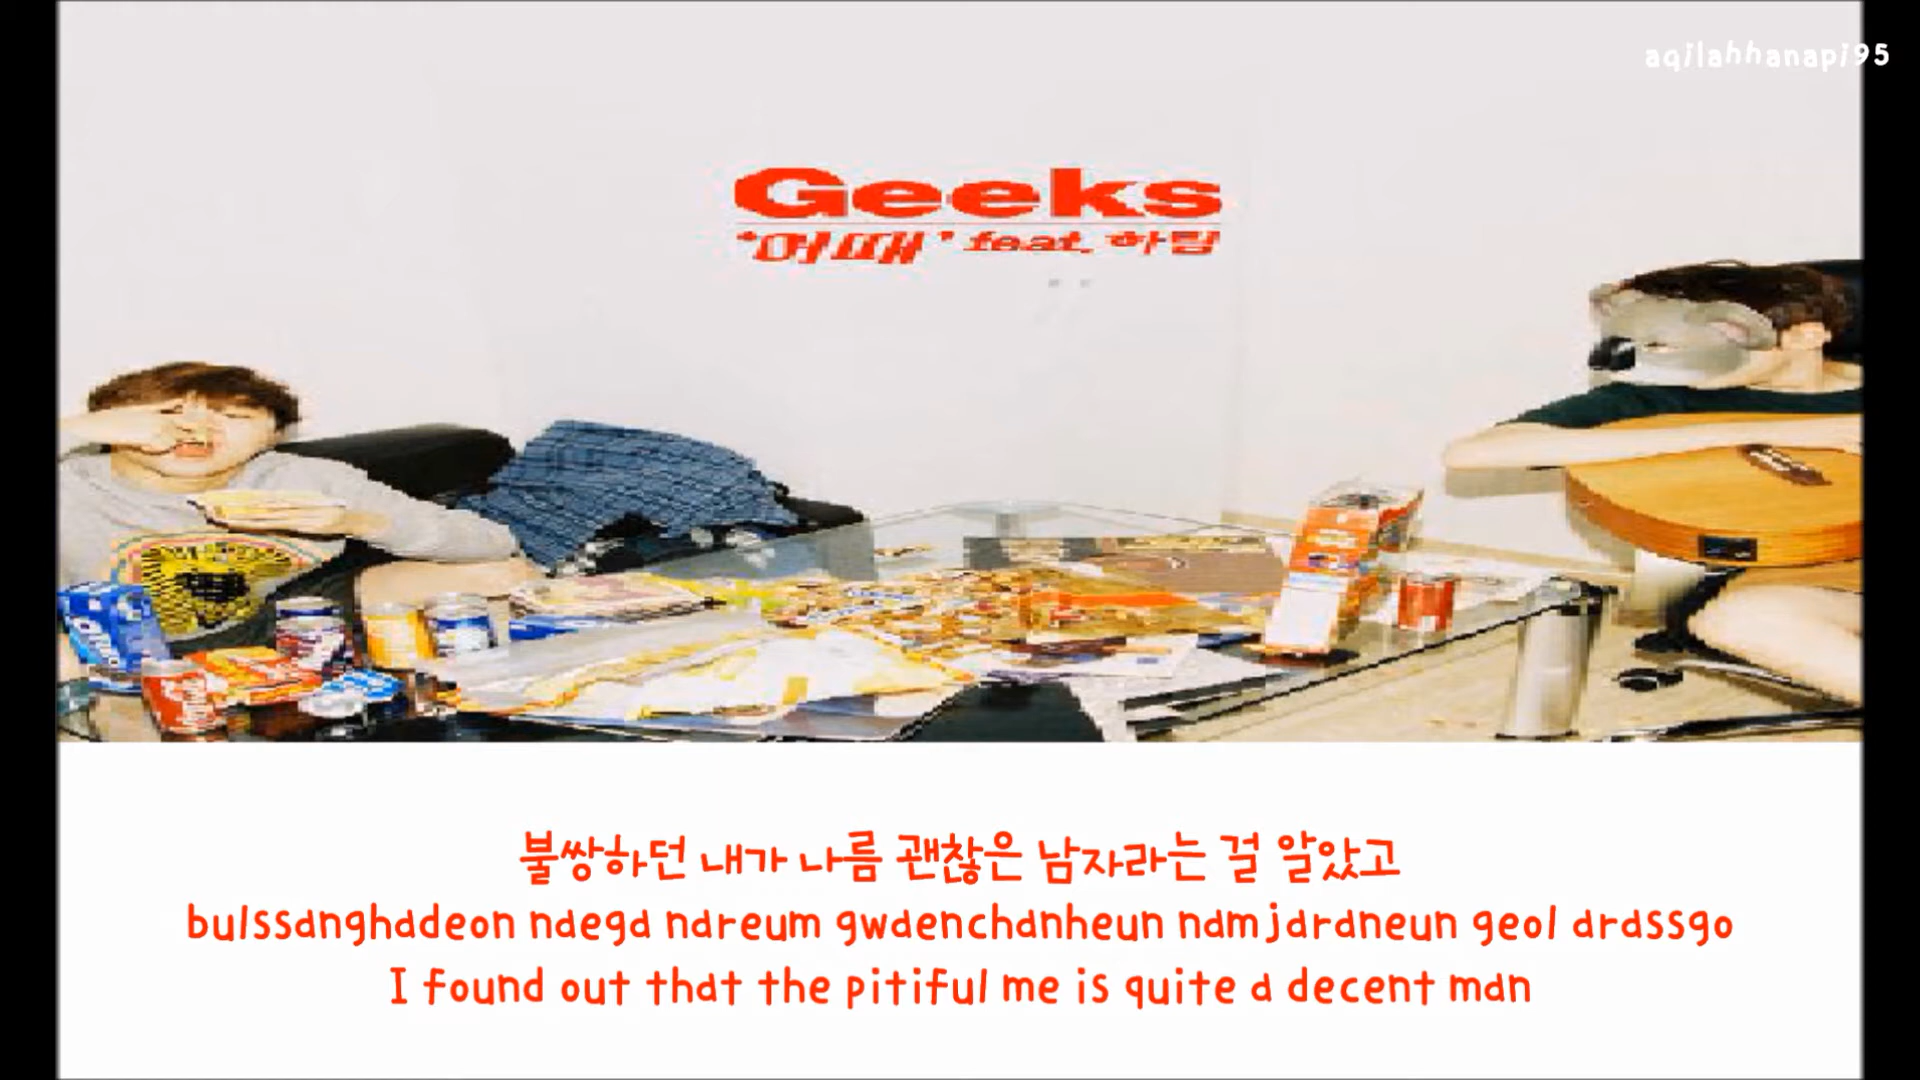 aqilahhanapi95
Geeks
'어때' feat. 하림
불쌍하던 내가 나름 괜찮은 남자라는 걸 알았고
bulssanghadeon naega nareum gwaenchanheun namjaraneun geol arassgo
I found out that the pitiful me is quite a decent man